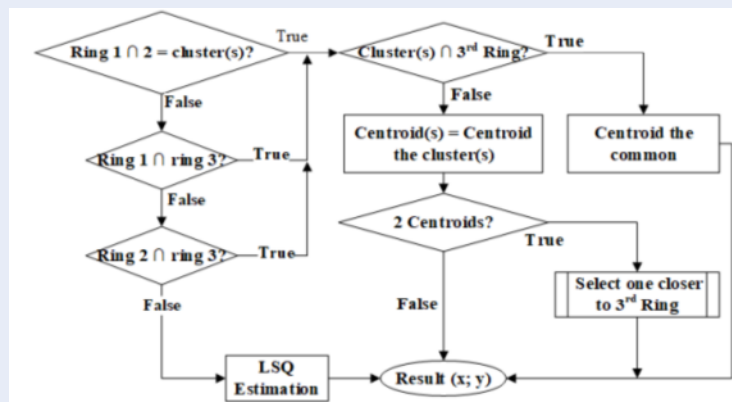 Ring 1 ∩ 2 = cluster(s)?
True
Cluster(s) ∩ 3rd Ring?
True
False
False
Ring 1 ∩ ring 3?
True
Centroid(s) = Centroid
the cluster(s)
Centroid the
common
False
2 Centroids?
True
Ring 2 ∩ ring 3?
True
Select one closer
to 3rd Ring
False
False
LSQ
Estimation
Result (x; y)